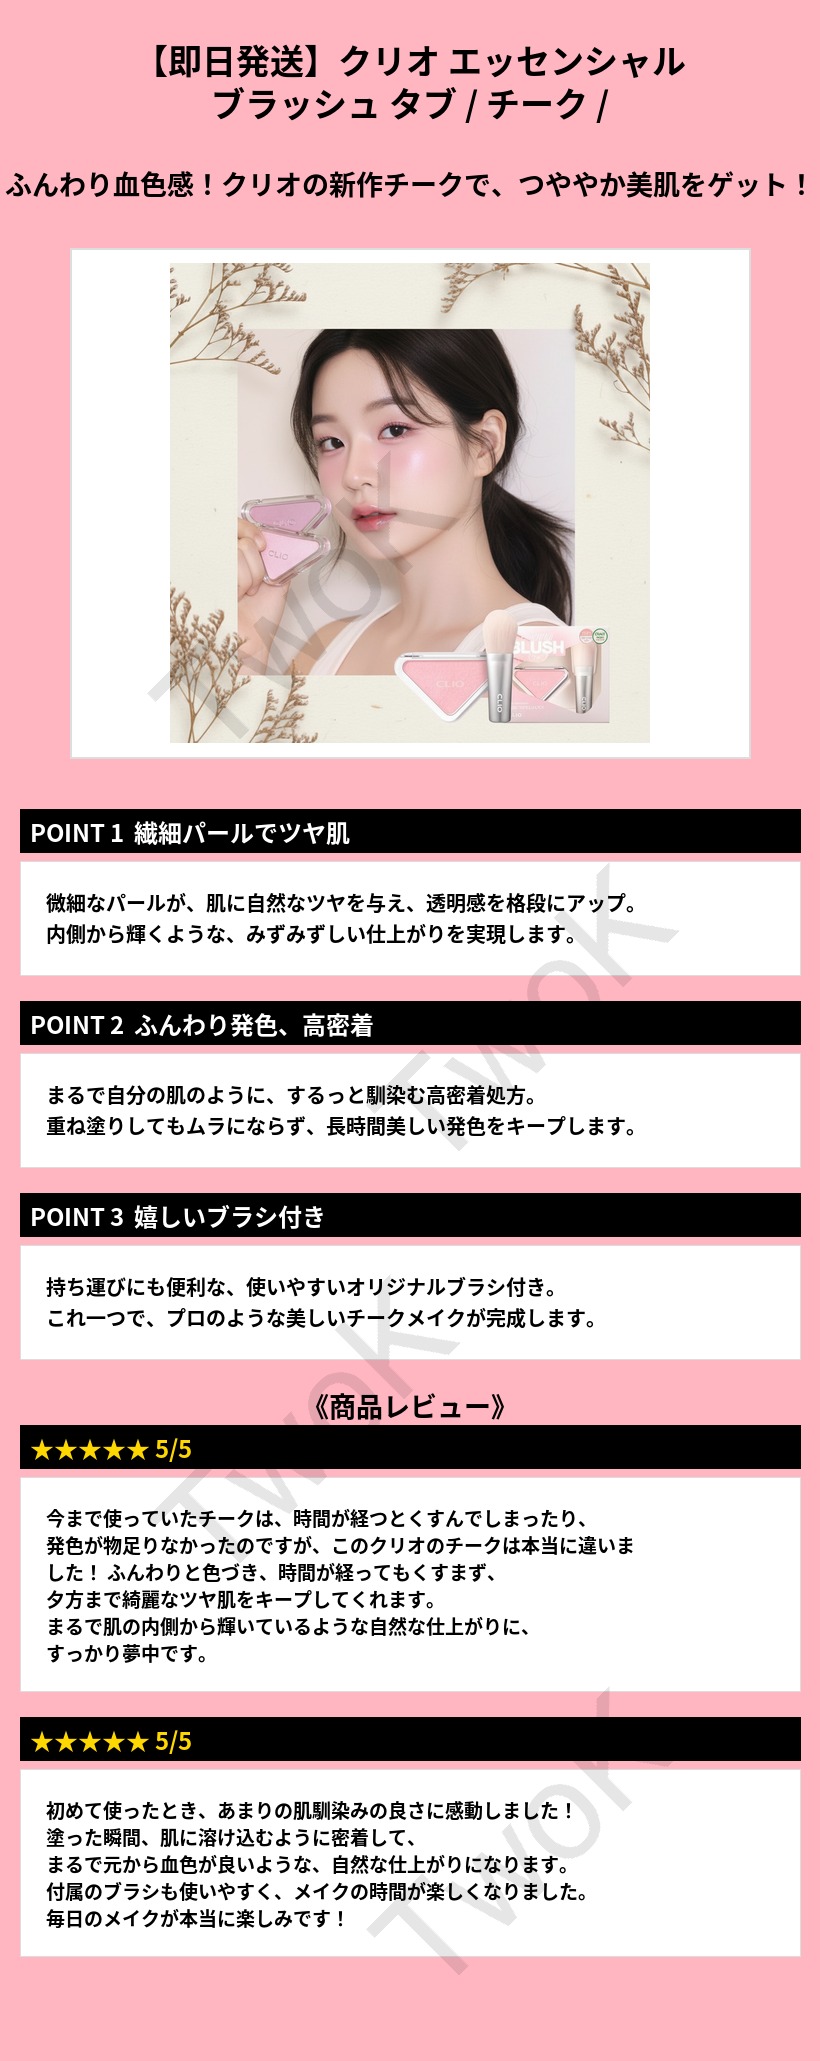 【即日発送】クリオ エッセンシャル
ブラッシュ タブ / チーク /
ふんわり血色感！クリオの新作チークで、つややか美肌をゲット！
CLIO
BLUSH
CLIO
CLIO
TwoK
POINT 1 繊細パールでツヤ肌
微細なパールが、肌に自然なツヤを与え、透明感を格段にアップ。
内側から輝くような、みずみずしい仕上がりを実現します。
TwoK
POINT 2 ふんわり発色、高密着
まるで自分の肌のように、するっと馴染む高密着処方。
重ね塗りしてもムラにならず、長時間美しい発色をキープします。
POINT 3 嬉しいブラシ付き
持ち運びにも便利な、使いやすいオリジナルブラシ付き。
これ一つで、プロのような美しいチークメイクが完成します。
TwoK
《商品レビュー》
★★★★★ 5/5
今まで使っていたチークは、時間が経つとくすんでしまったり、
発色が物足りなかったのですが、このクリオのチークは本当に違いま
した！ ふんわりと色づき、時間が経ってもくすまず、
夕方まで綺麗なツヤ肌をキープしてくれます。
まるで肌の内側から輝いているような自然な仕上がりに、
すっかり夢中です。
★★★★★ 5/5
初めて使ったとき、あまりの肌馴染みの良さに感動しました！
塗った瞬間、肌に溶け込むように密着して、
まるで元から血色が良いような、自然な仕上がりになります。
付属のブラシも使いやすく、メイクの時間が楽しくなりました。
毎日のメイクが本当に楽しみです！
TwoK